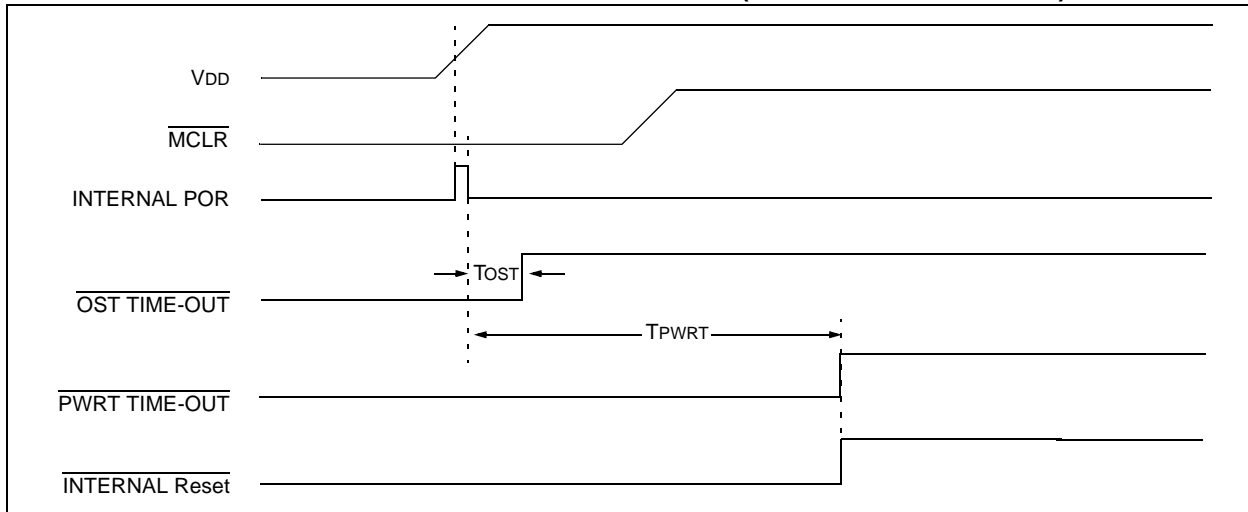 VDD
MCLR
INTERNAL POR
TOST
OST TIME-OUT
TPWRT
PWRT TIME-OUT
INTERNAL Reset